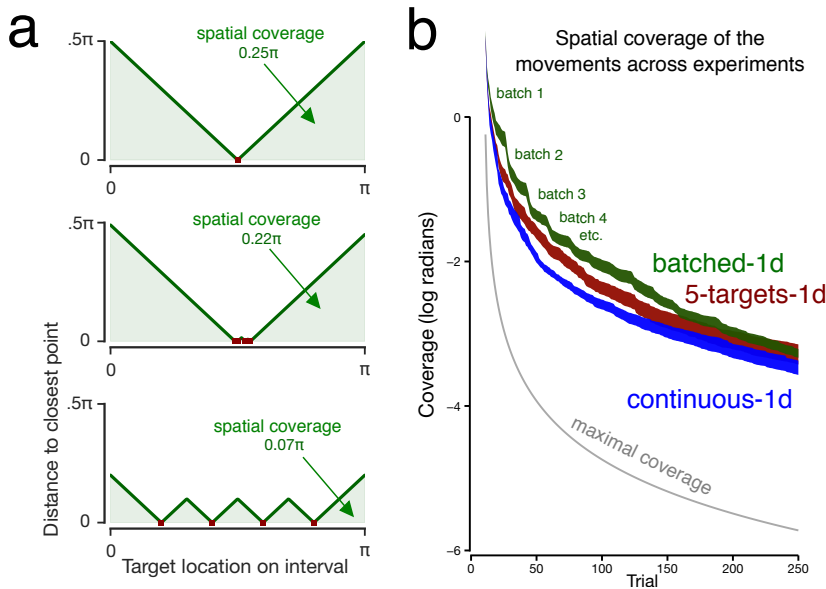 a
.5π
spatial coverage
0.25π
0
0
π
.5π
spatial coverage
0.22π
0
0
π
.5π
spatial coverage
0.07π
0
0
π
Distance to closest point
Target location on interval
b
Spatial coverage of the
movements across experiments
batch 1
batch 2
batch 3
batch 4
etc.
batched-1d
5-targets-1d
continuous-1d
maximal coverage
Coverage (log radians)
0
−2
−4
−6
0
50
100
150
200
250
Trial